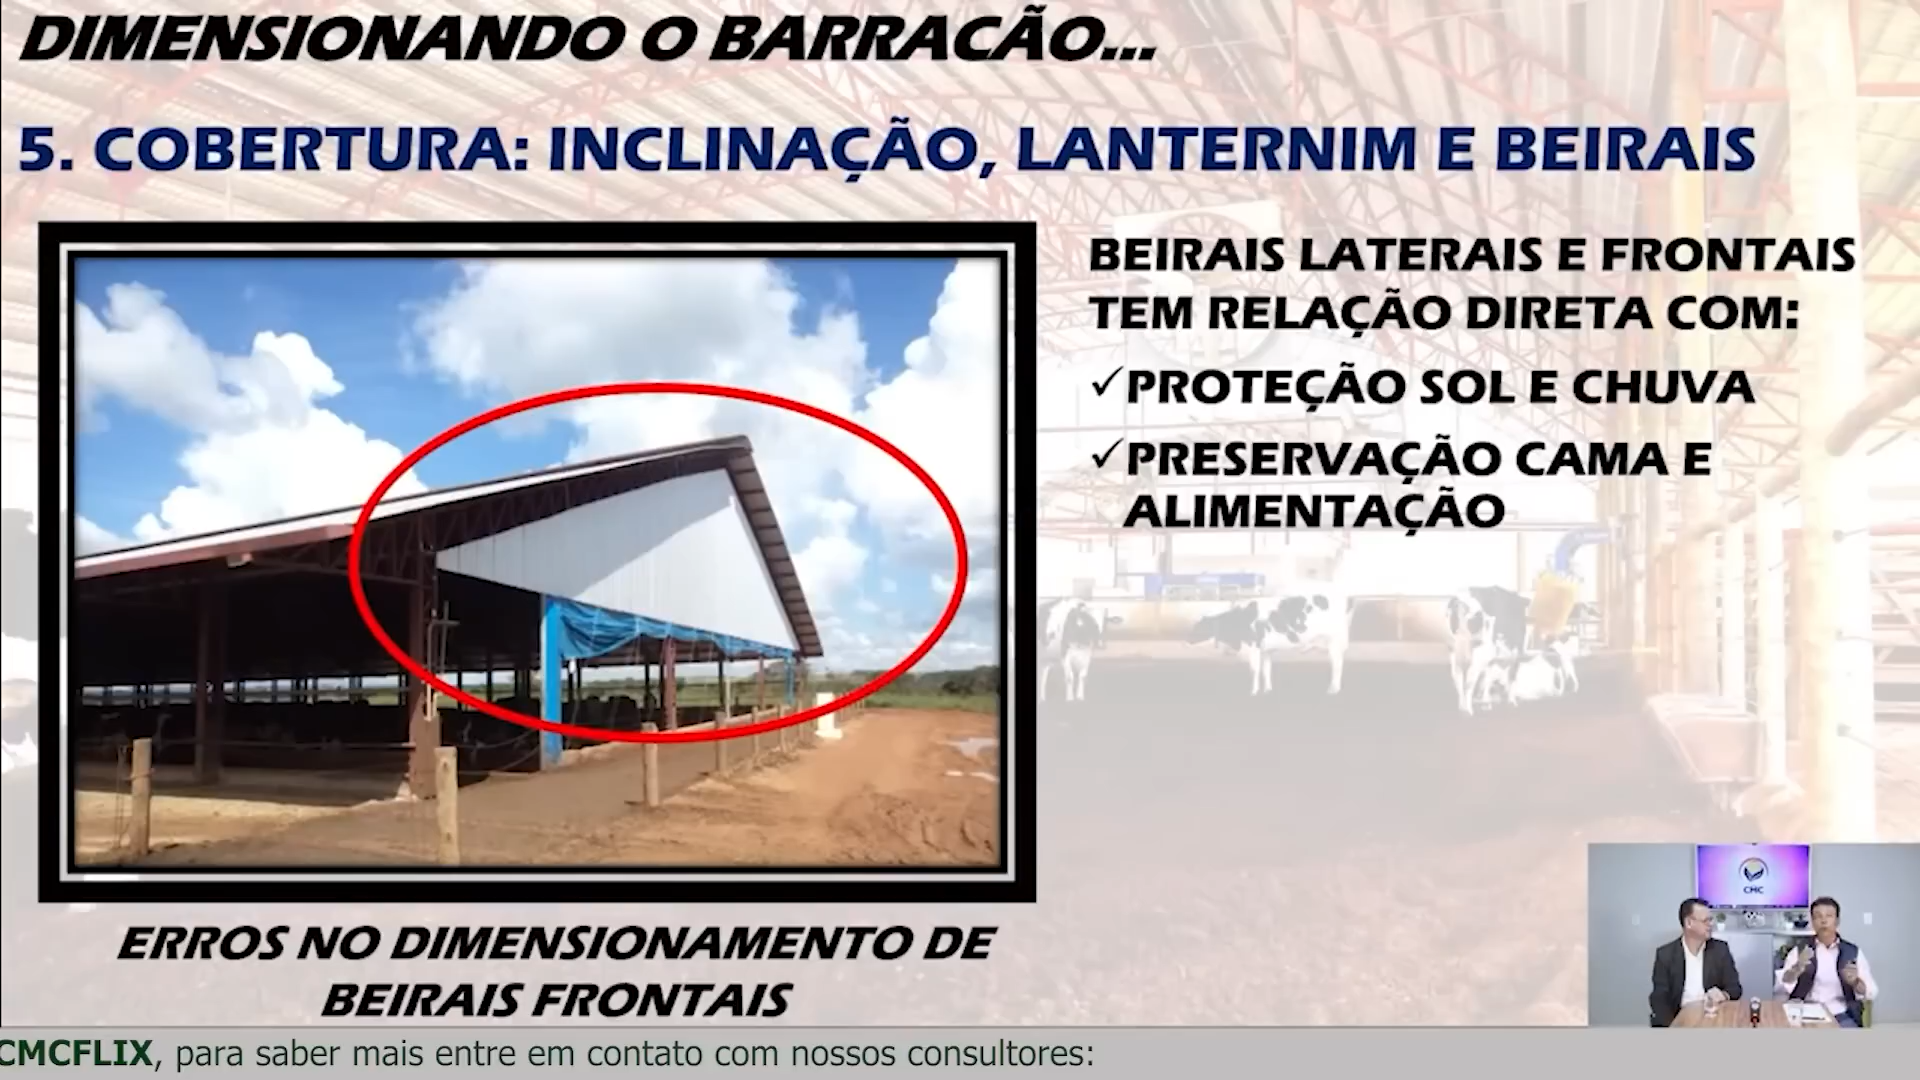 DIMENSIONANDO O BARRACÃO...
5. COBERTURA: INCLINAÇÃO, LANTERNIM E BEIRAIS
BEIRAIS LATERAIS E FRONTAIS
TEM RELAÇÃO DIRETA COM:
✓PROTEÇÃO SOL E CHUVA
✓PRESERVAÇÃO CAMA E
ALIMENTAÇÃO
ERROS NO DIMENSIONAMENTO DE
BEIRAIS FRONTAIS
CMC
CMCFLIX, para saber mais entre em contato com nossos consultores: